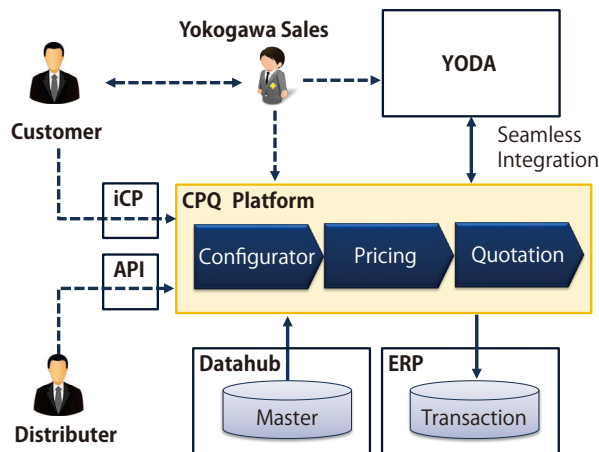 Yokogawa Sales
YODA
Customer
Seamless
Integration
iCP
CPQ Platform
Configurator
Pricing
Quotation
API
Datahub
ERP
Master
Transaction
Distributer